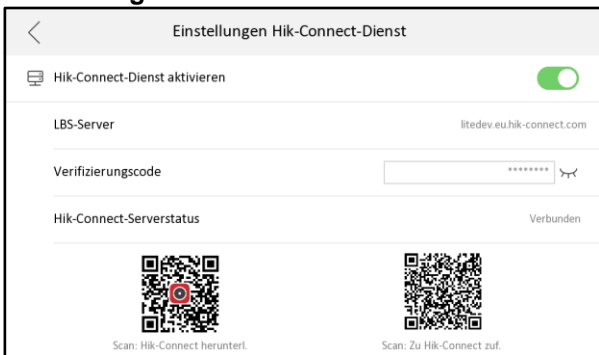 Einstellungen Hik-Connect-Dienst
Hik-Connect-Dienst aktivieren
LBS-Server litedev.eu.hik-connect.com
Verifizierungscode ********
Hik-Connect-Serverstatus Verbunden
Scan: Hik-Connect herunterl. Scan: Zu Hik-Connect zuf.